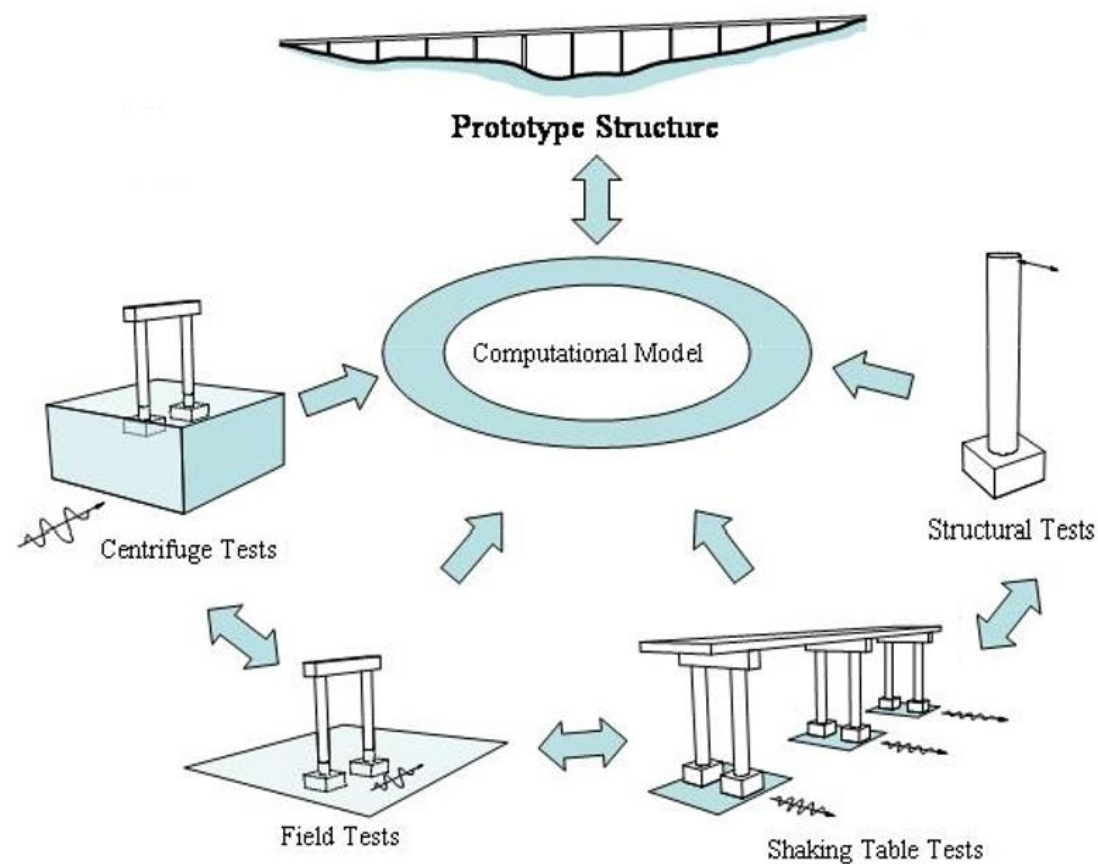 Prototype Structure
Computational Model
Centrifuge Tests
Structural Tests
Field Tests
Shaking Table Tests